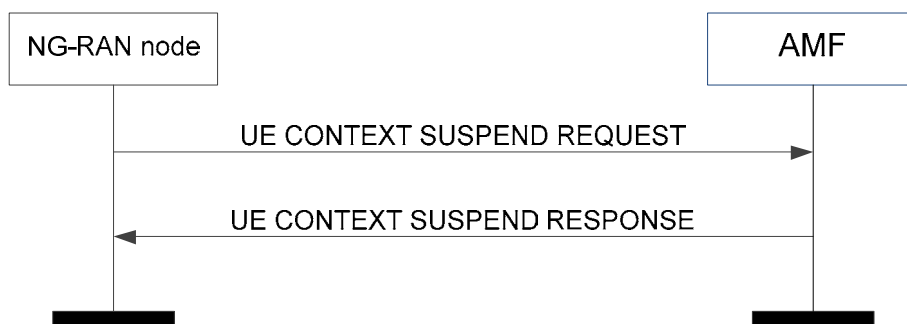 NG-RAN node
AMF
UE CONTEXT SUSPEND REQUEST
UE CONTEXT SUSPEND RESPONSE